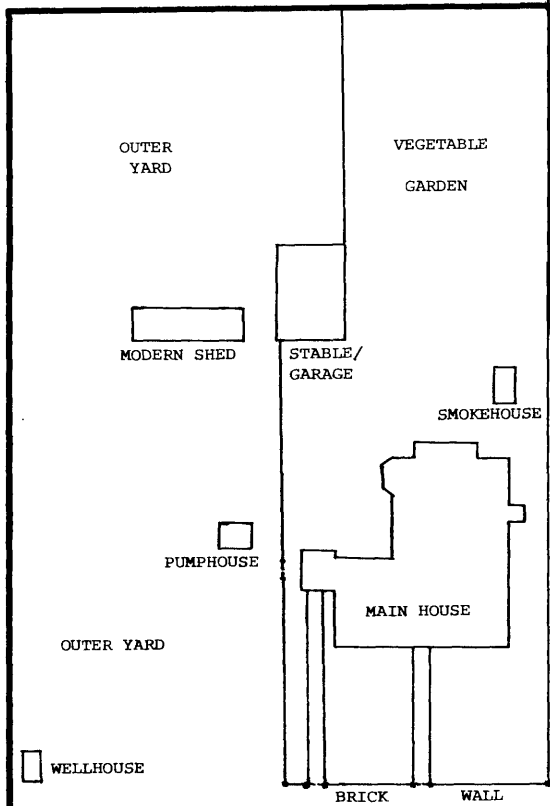 OUTER
YARD
VEGETABLE
GARDEN
MODERN SHED
STABLE/
GARAGE
SMOKEHOUSE
PUMPHOUSE
MAIN HOUSE
OUTER YARD
WELLHOUSE
BRICK WALL